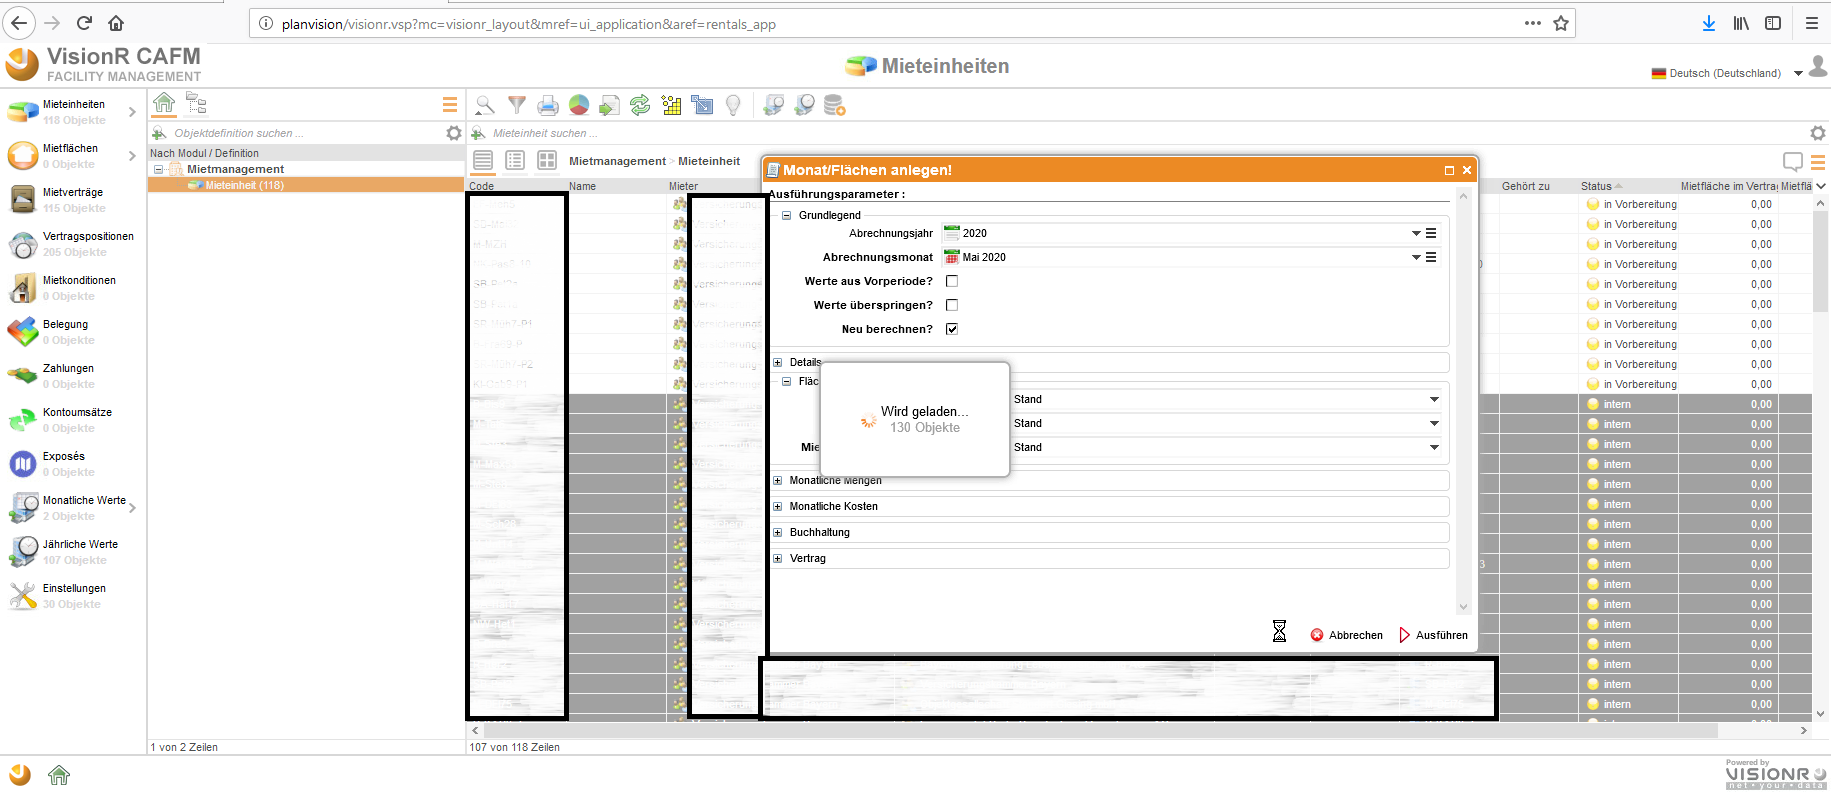 planvision/visionr.vsp?mc=visionr_layout&mref=ui_application&aref=rentals_app
VisionR CAFM
FACILITY MANAGEMENT
Mieteinheiten
Deutsch (Deutschland)
Mieteinheiten
118 Objekte
Mietflächen
0 Objekte
Mietverträge
115 Objekte
Vertragspositionen
205 Objekte
Mietkonditionen
0 Objekte
Belegung
0 Objekte
Zahlungen
0 Objekte
Kontoumsätze
0 Objekte
Exposés
0 Objekte
Monatliche Werte
2 Objekte
Jährliche Werte
107 Objekte
Einstellungen
30 Objekte
Objektdefinition suchen ...
Nach Modul / Definition
Mietmanagement
Mieteinheit (118)
1 von 2 Zeilen
Mieteinheit suchen ...
Mietmanagement > Mieteinheit
Code Name Mieter Gehört zu Status Mietfläche im Vertrag Mietflä
in Vorbereitung 0,00
in Vorbereitung 0,00
in Vorbereitung 0,00
in Vorbereitung 0,00
in Vorbereitung 0,00
in Vorbereitung 0,00
in Vorbereitung 0,00
in Vorbereitung 0,00
in Vorbereitung 0,00
in Vorbereitung 0,00
intern 0,00
intern 0,00
intern 0,00
intern 0,00
intern 0,00
intern 0,00
intern 0,00
intern 0,00
3 intern 0,00
intern 0,00
intern 0,00
intern 0,00
intern 0,00
intern 0,00
intern 0,00
intern 0,00
107 von 118 Zeilen
Monat/Flächen anlegen!
Ausführungsparameter :
Grundlegend
Abrechnungsjahr 2020
Abrechnungsmonat Mai 2020
Werte aus Vorperiode?
Werte überspringen?
Neu berechnen?
Details
Fläc
Stand
Stand
Mie Stand
Wird geladen...
130 Objekte
Monatliche Mengen
Monatliche Kosten
Buchhaltung
Vertrag
Abbrechen Ausführen
Powered by
VISIONR
net · your · data